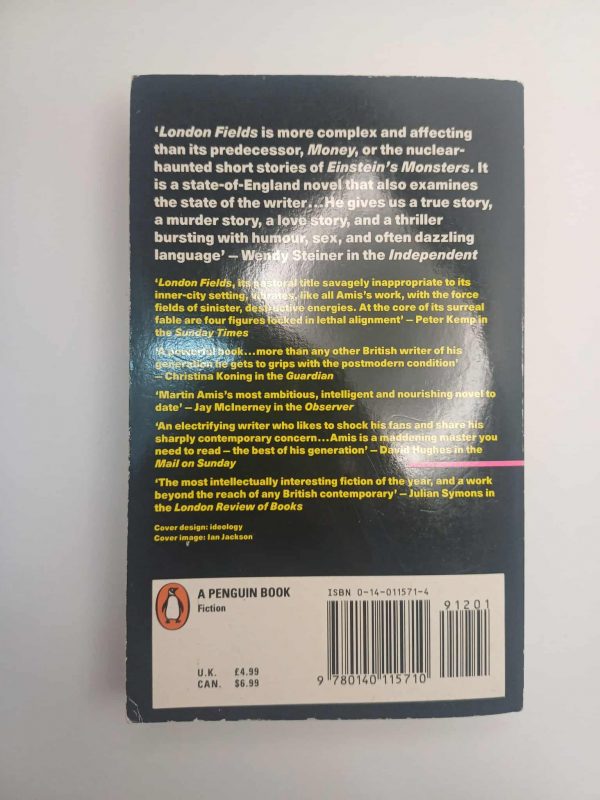 ‘London Fields is more complex and affecting
than its predecessor, Money, or the nuclear-
haunted short stories of Einstein's Monsters. It
is a state-of-England novel that also examines
the state of the writer...He gives us a true story,
a murder story, a love story, and a thriller
bursting with humour, sex, and often dazzling
language’ – Wendy Steiner in the Independent
‘London Fields, its pastoral title savagely inappropriate to its
inner-city setting, vibrates, like all Amis's work, with the force
fields of sinister, destructive energies. At the core of its surreal
fable are four figures locked in lethal alignment’ – Peter Kemp in
the Sunday Times
‘A powerful book...more than any other British writer of his
generation he gets to grips with the postmodern condition’
– Christina Koning in the Guardian
‘Martin Amis's most ambitious, intelligent and nourishing novel to
date’ – Jay McInerney in the Observer
‘An electrifying writer who likes to shock his fans and share his
sharply contemporary concern...Amis is a maddening master you
need to read – the best of his generation’ – David Hughes in the
Mail on Sunday
‘The most intellectually interesting fiction of the year, and a work
beyond the reach of any British contemporary’ – Julian Symons in
the London Review of Books
Cover design: ideology
Cover image: Ian Jackson
A PENGUIN BOOK
Fiction
U.K. £4.99
CAN. $6.99
ISBN 0-14-011571-4
91201
9 780140 115710